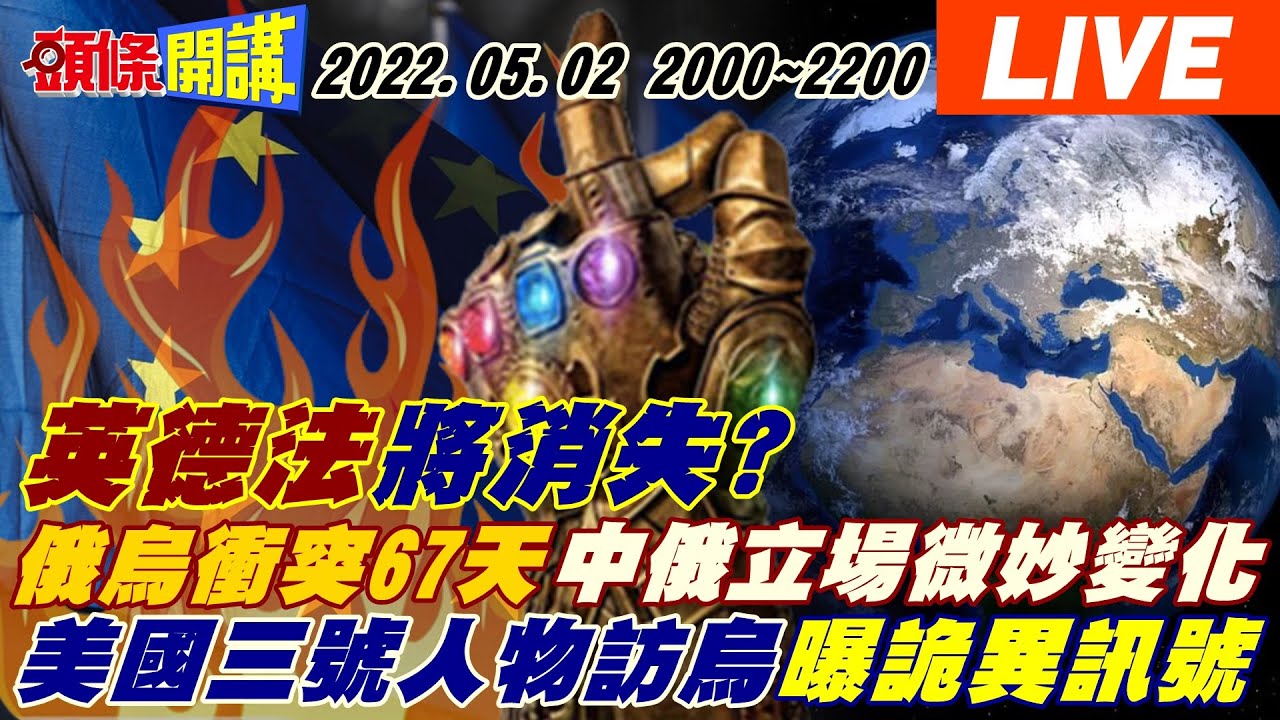 頭條開講 2022.05.02 2000~2200 LIVE
英德法將消失?
俄烏衝突67天 中俄立場微妙變化
美國三號人物訪烏 曝詭異訊號